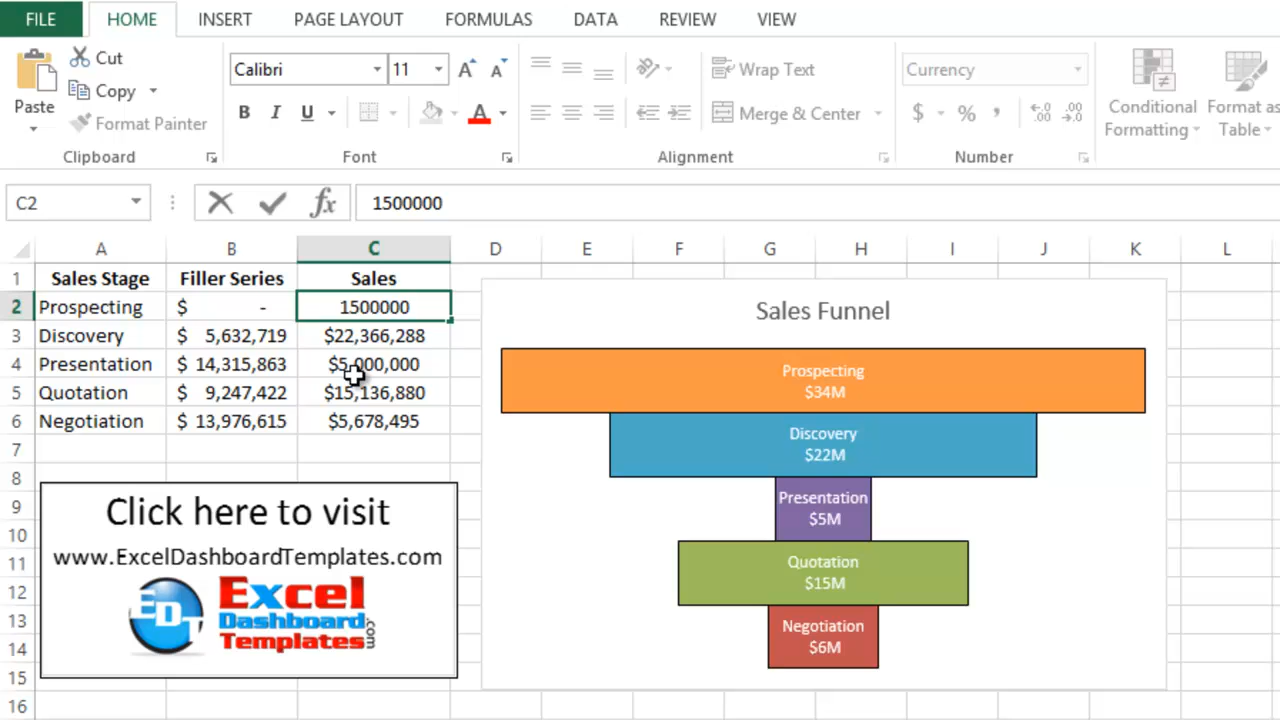 FILE HOME INSERT PAGE LAYOUT FORMULAS DATA REVIEW VIEW
Paste
Cut
Copy
Format Painter
Clipboard
Calibri 11 A A
B I U A
Font
Wrap Text
Merge & Center
Alignment
Currency
$ % , .0 .00 .00 .0
Number
Conditional
Formatting
Format as
Table
C2 fx 1500000
A B C D E F G H I J K L
1 Sales Stage Filler Series Sales
2 Prospecting $ - 1500000
3 Discovery $ 5,632,719 $22,366,288
4 Presentation $ 14,315,863 $5,000,000
5 Quotation $ 9,247,422 $15,136,880
6 Negotiation $ 13,976,615 $5,678,495
7
8
9
10
11
12
13
14
15
16
Click here to visit
www.ExcelDashboardTemplates.com
EDT
Excel
Dashboard
Templates.com
Sales Funnel
Prospecting
$34M
Discovery
$22M
Presentation
$5M
Quotation
$15M
Negotiation
$6M